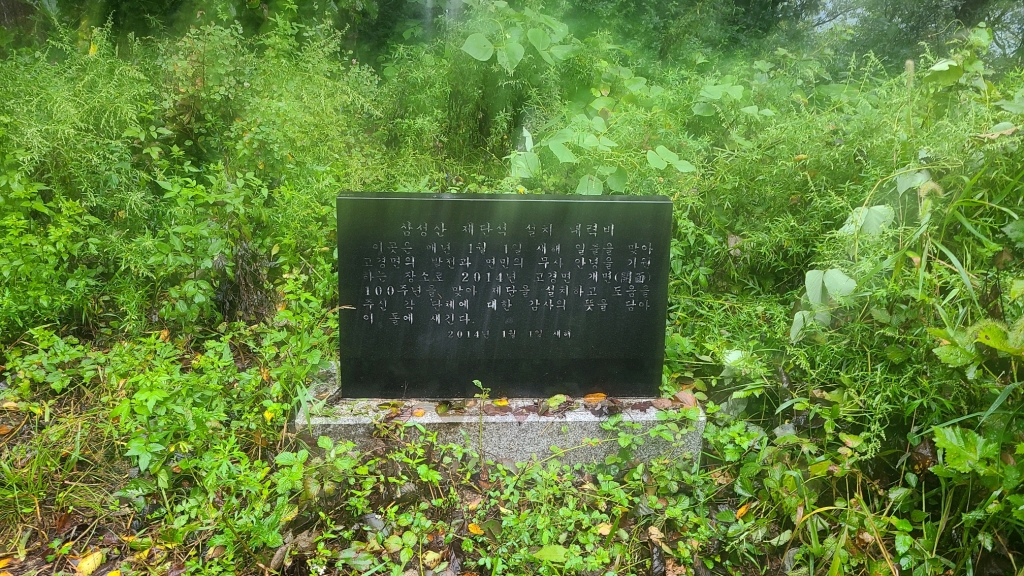 삼성산 제단석 설치 내력비
이곳은 매년 1월 1일 새해 일출을 맞아
고경면의 발전과 면민의 무사 안녕을 기원
하는 장소로 2014년 고경면 개면(開面)
100주년을 맞아 제단을 설치하고 도움을
주신 각 단체에 대한 감사의 뜻을 담아
이 돌에 새긴다.
2014년 1월 1일 새해